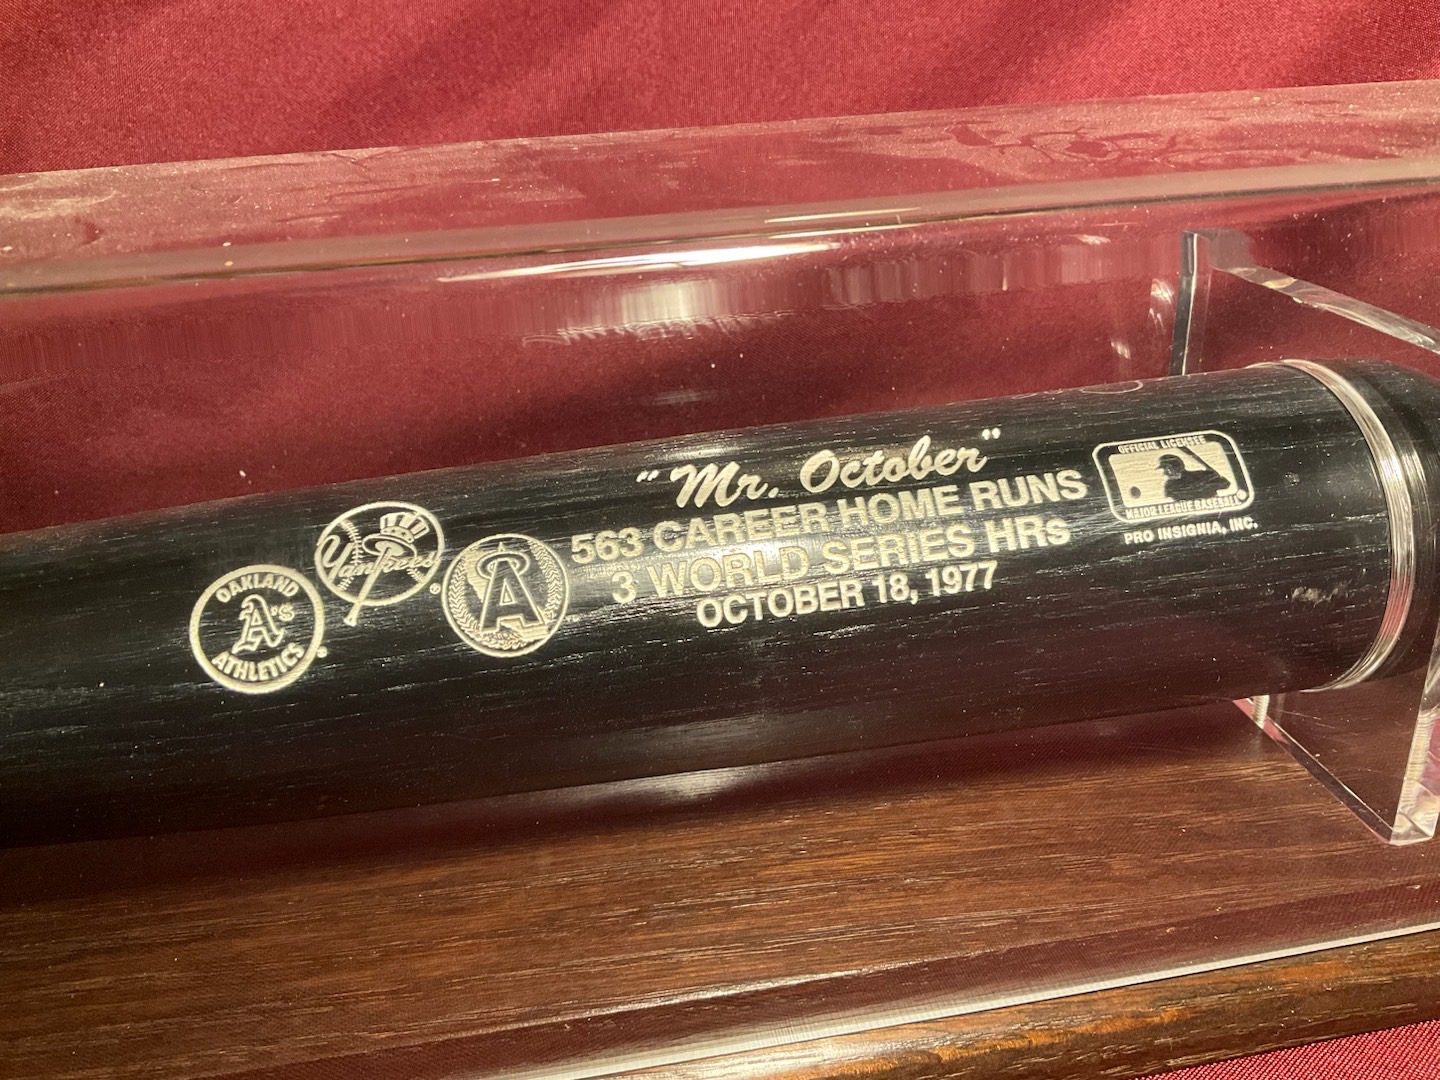 OAKLAND
A's
ATHLETICS
Yankees
A
"Mr. October"
563 CAREER HOME RUNS
3 WORLD SERIES HRs
OCTOBER 18, 1977
OFFICIAL LICENSEE
MAJOR LEAGUE BASEBALL
PRO INSIGNIA, INC.